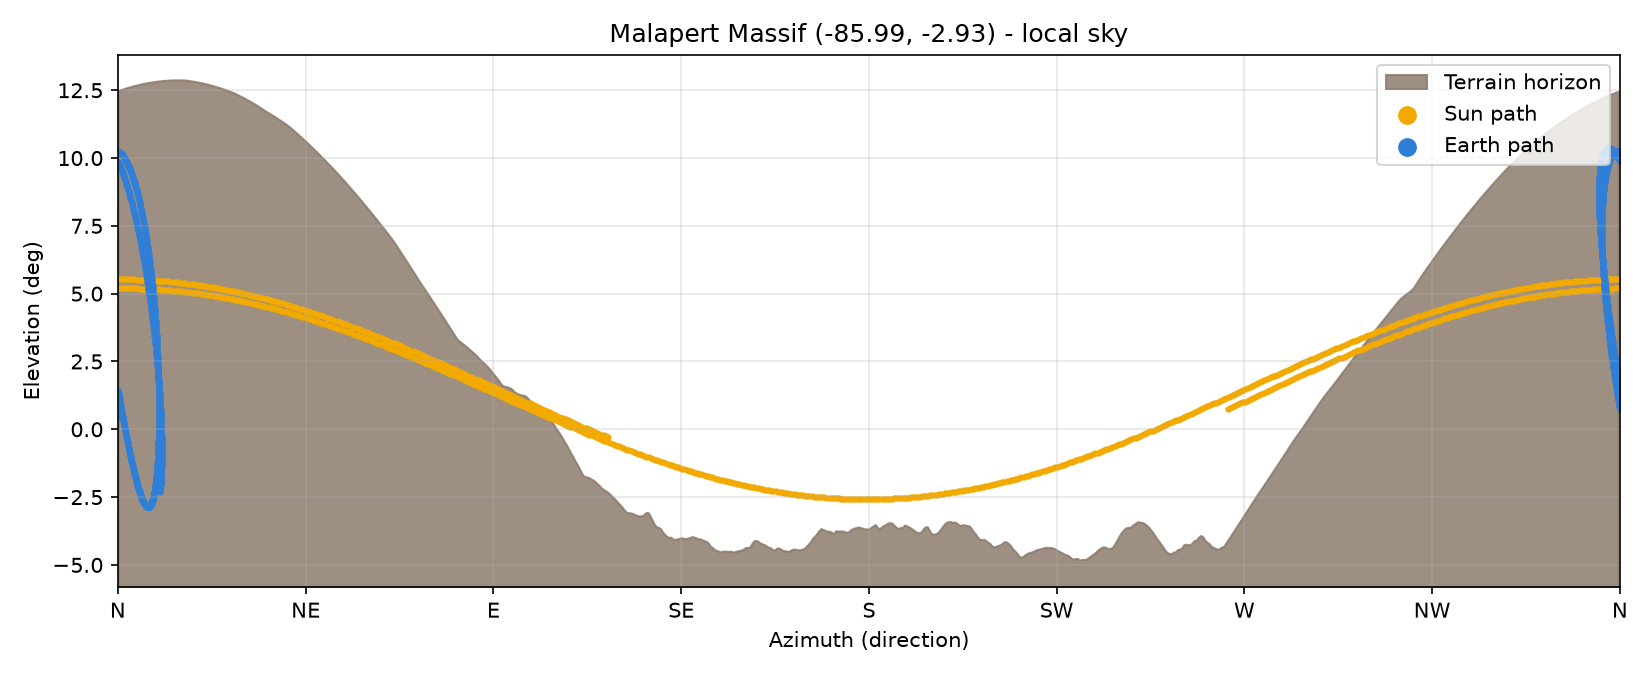 Malapert Massif (-85.99, -2.93) - local sky
Terrain horizon
Sun path
Earth path
Elevation (deg)
12.5
10.0
7.5
5.0
2.5
0.0
−2.5
−5.0
N NE E SE S SW W NW N
Azimuth (direction)